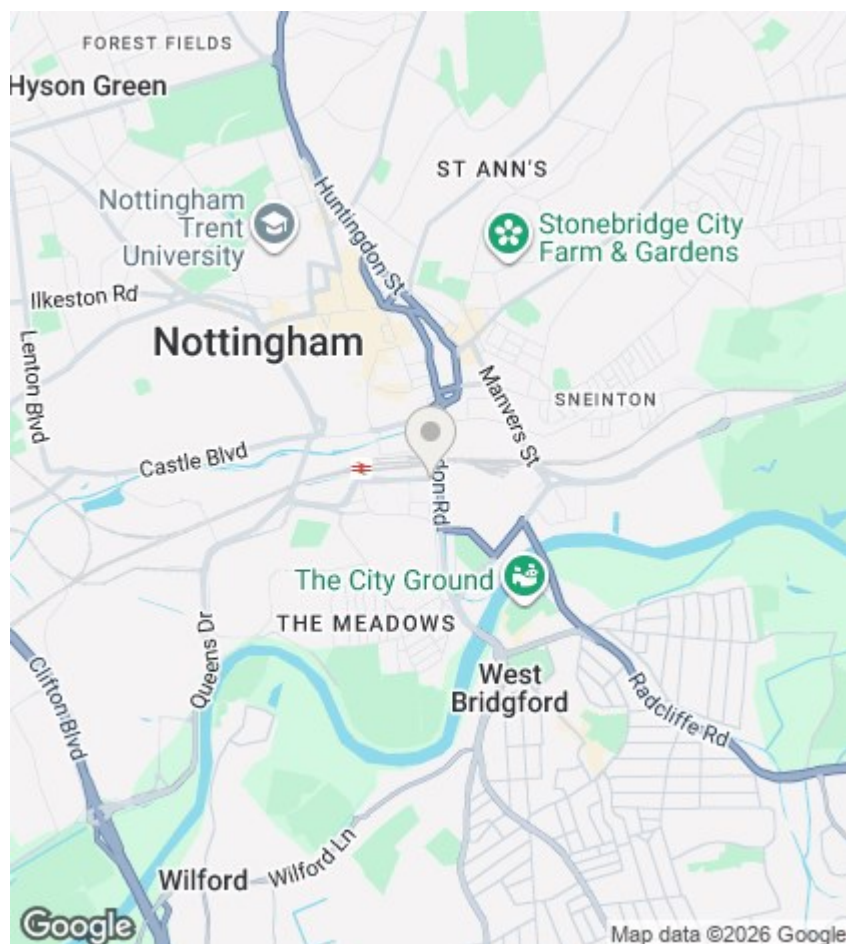 FOREST FIELDS
Hyson Green
ST ANN'S
Nottingham
Trent
University
Huntingdon St
Stonebridge City
Farm & Gardens
Ilkeston Rd
Nottingham
Lenton Blvd
Manvers St
SNEINTON
Castle Blvd
don Rd
The City Ground
THE MEADOWS
Queens Dr
West
Bridgford
Clifton Blvd
Radcliffe Rd
Wilford
Wilford Ln
Google
Map data ©2026 Google